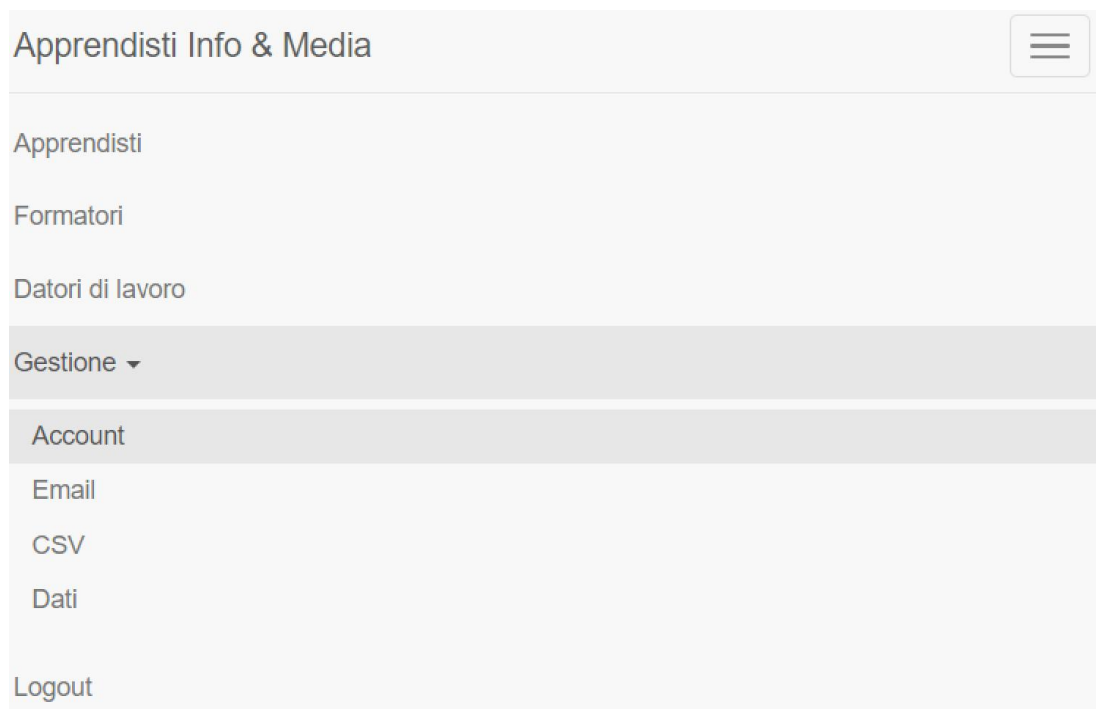 Apprendisti Info & Media
Apprendisti
Formatori
Datori di lavoro
Gestione
Account
Email
CSV
Dati
Logout